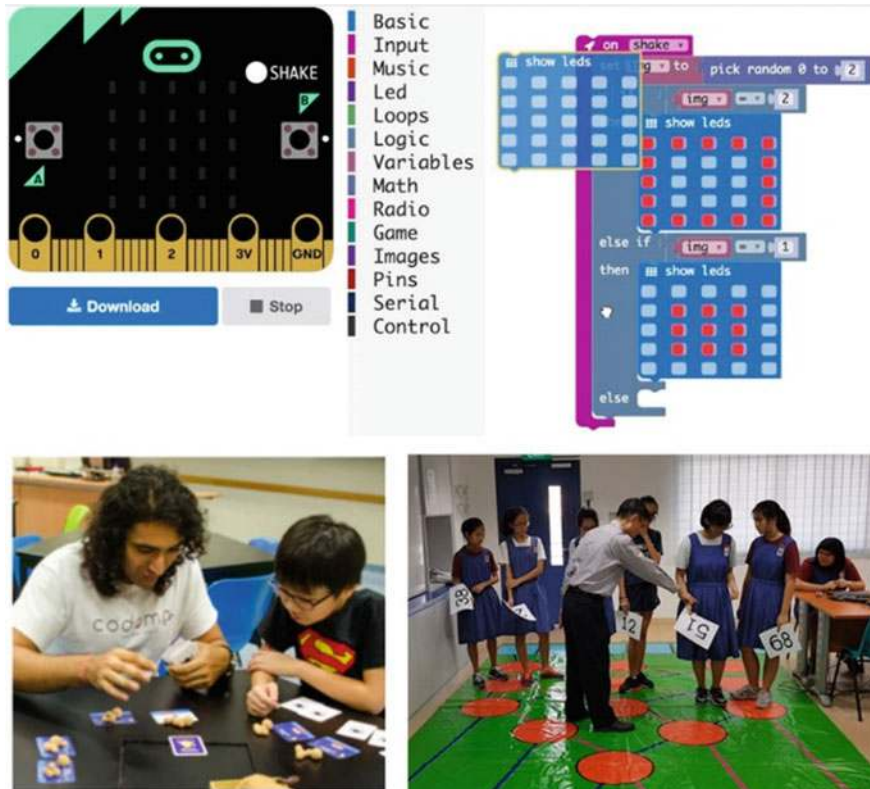 SHAKE
B
A
0 1 2 3V GND
Download
Stop
Basic
Input
Music
Led
Loops
Logic
Variables
Math
Radio
Game
Images
Pins
Serial
Control
on shake
show leds
to pick random 0 to 2
img = 2
show leds
else if img = 1
then show leds
else
38
12
51